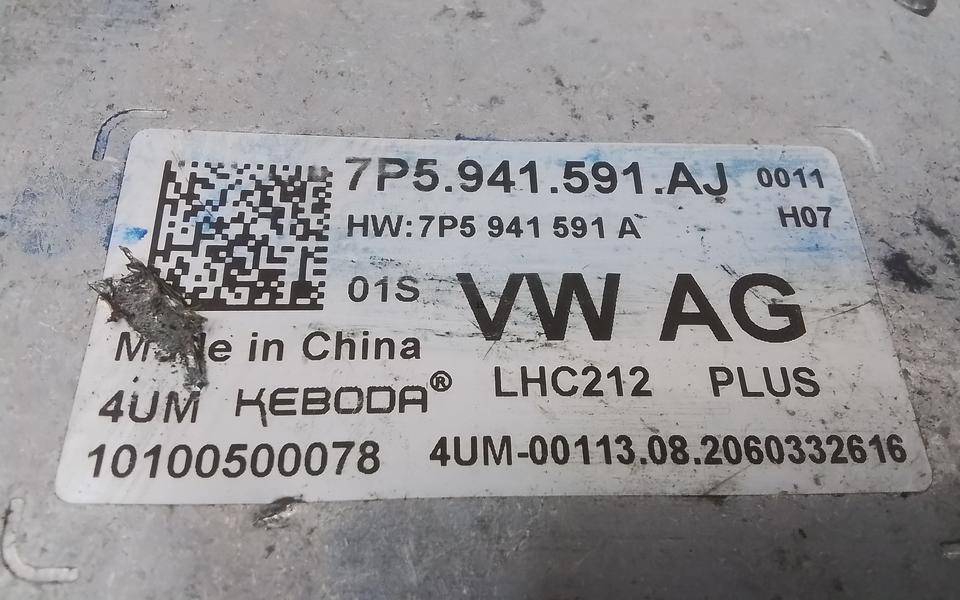 7P5.941.591.AJ 0011
HW:7P5 941 591 A H07
01S VW AG
Made in China
4UM KEBODA® LHC212 PLUS
10100500078 4UM-00113.08.2060332616